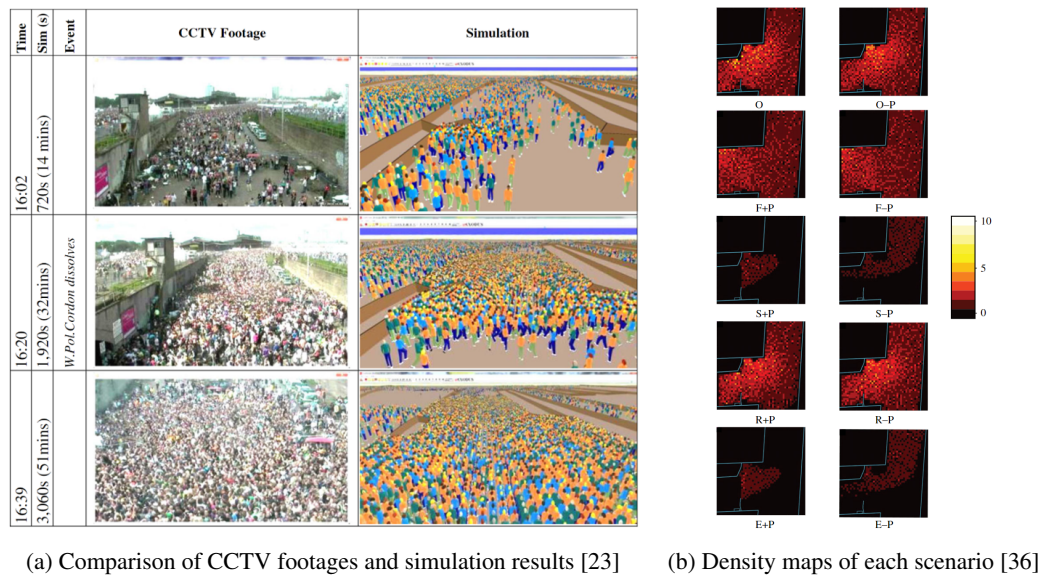 Time
Sim (s)
Event
CCTV Footage
Simulation
16:02
720s (14 mins)
16:20
1,920s (32mins)
W.Pol.Cordon dissolves
16:39
3,060s (51 mins)
O
O–P
F+P
F–P
S+P
S–P
R+P
R–P
E+P
E–P
10
5
0
(a) Comparison of CCTV footages and simulation results [23]
(b) Density maps of each scenario [36]